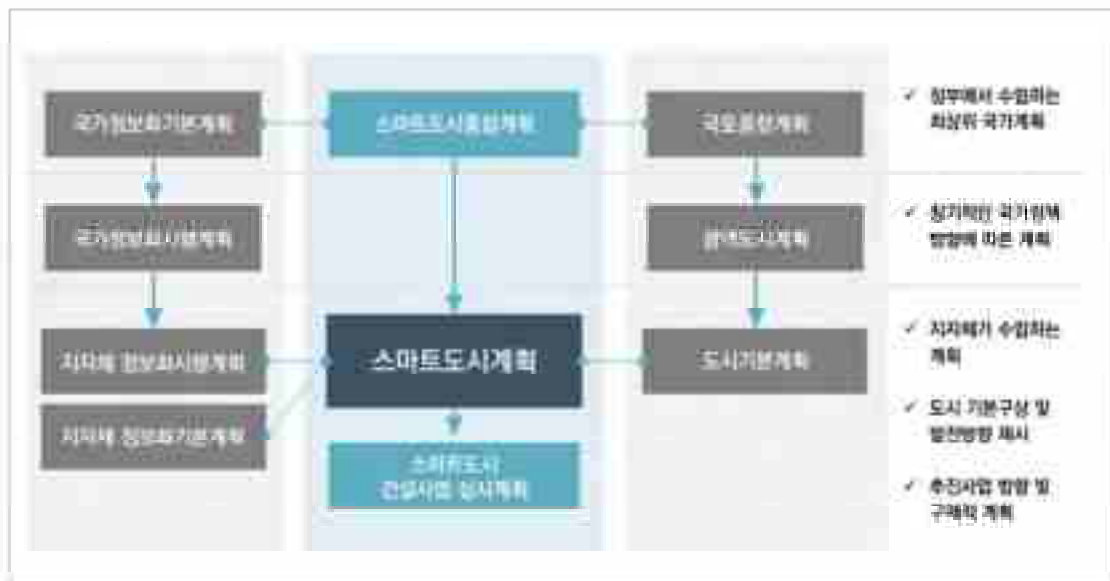 국가정보화기본계획
스마트도시종합계획
국토종합계획
✓ 정부에서 수립하는
최상위 국가계획
국가정보화시행계획
광역도시계획
✓ 장기적인 국가정책
방향에 따른 계획
지자체 정보화시행계획
스마트도시계획
도시기본계획
✓ 지자체가 수립하는
계획
지자체 정보화기본계획
✓ 도시 기본구상 및
발전방향 제시
스마트도시
건설사업 실시계획
✓ 추진사업 방향 및
구체적 계획